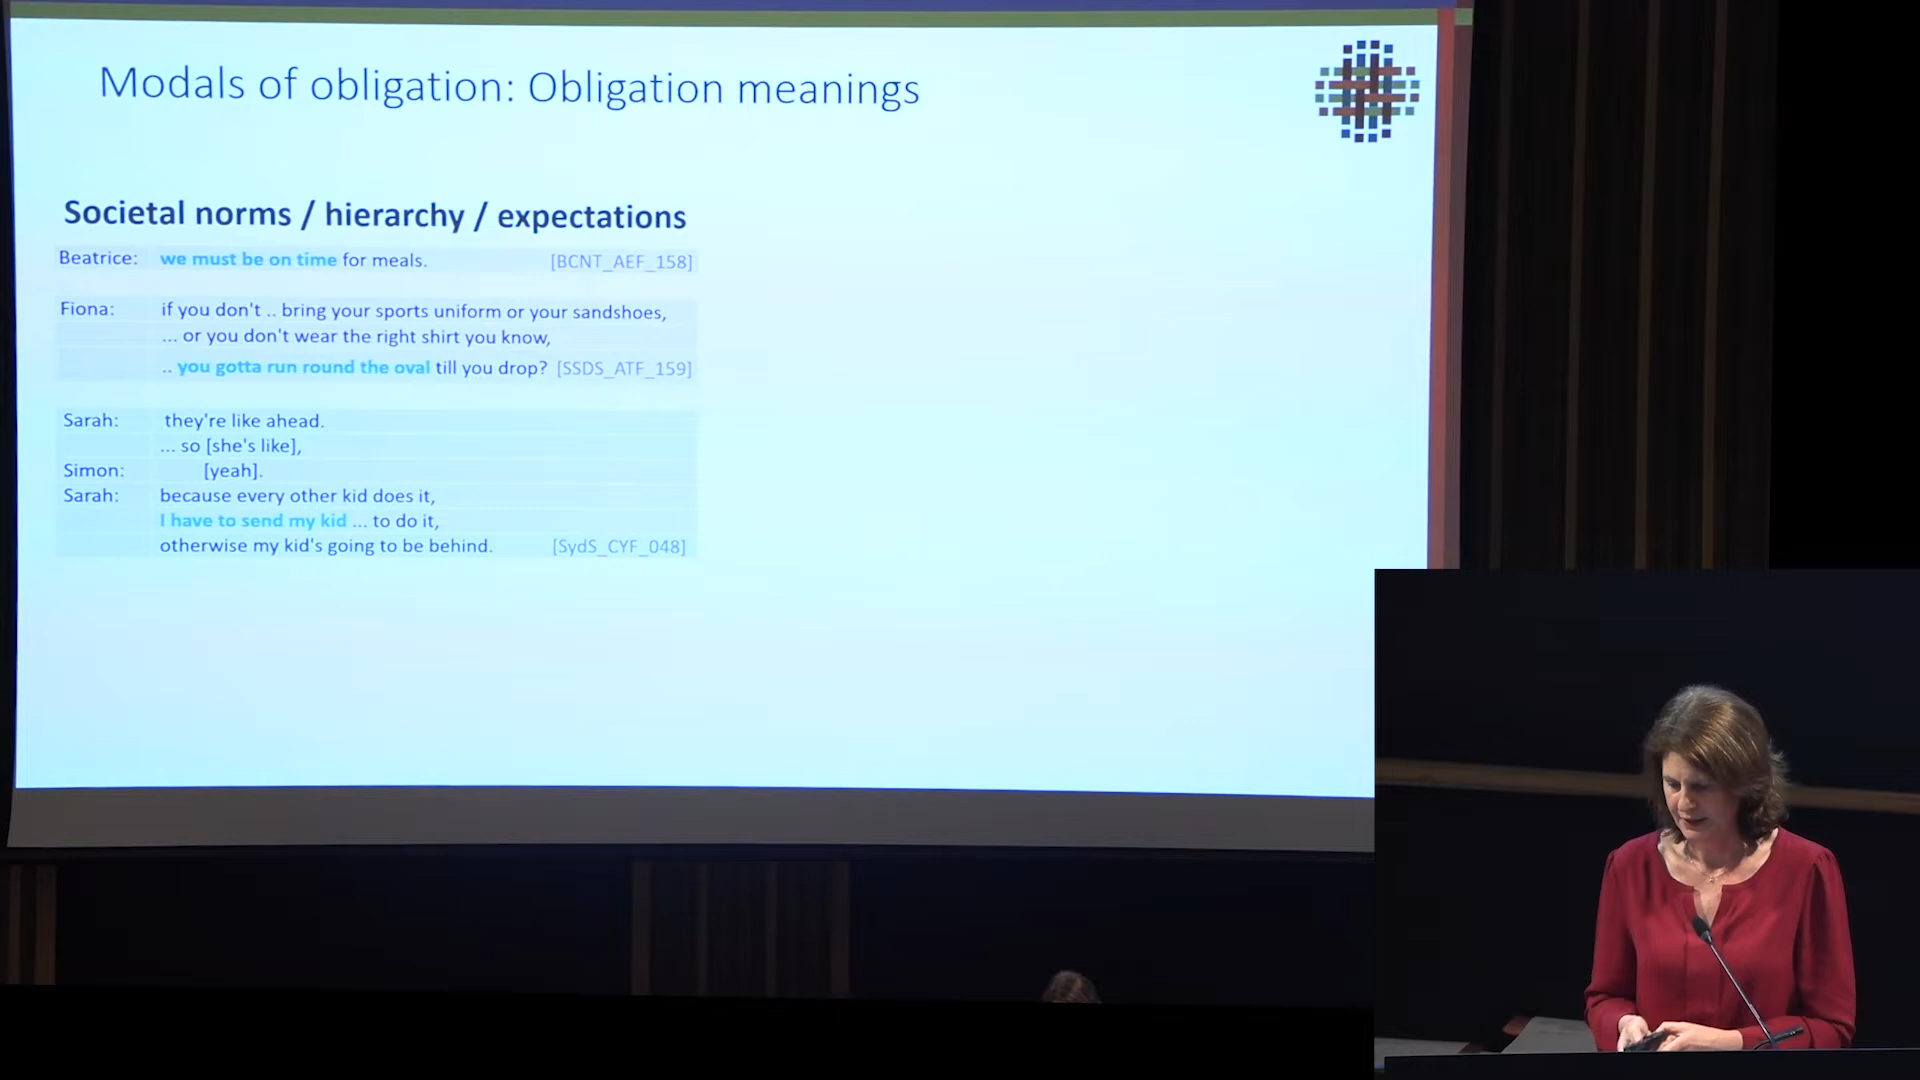 Modals of obligation: Obligation meanings
Societal norms / hierarchy / expectations
Beatrice: we must be on time for meals. [BCNT_AEF_158]
Fiona: if you don't .. bring your sports uniform or your sandshoes,
... or you don't wear the right shirt you know,
.. you gotta run round the oval till you drop? [SSDS_ATF_159]
Sarah: they're like ahead.
... so [she's like],
Simon: [yeah].
Sarah: because every other kid does it,
I have to send my kid ... to do it,
otherwise my kid's going to be behind. [SydS_CYF_048]